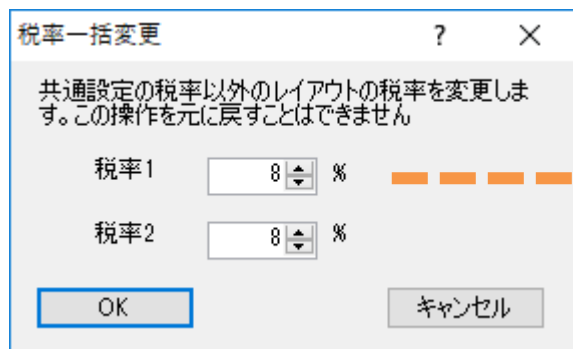 税率一括変更 ?
共通設定の税率以外のレイアウトの税率を変更しま
す。この操作を元に戻すことはできません
税率1 8 %
税率2 8 %
OK キャンセル